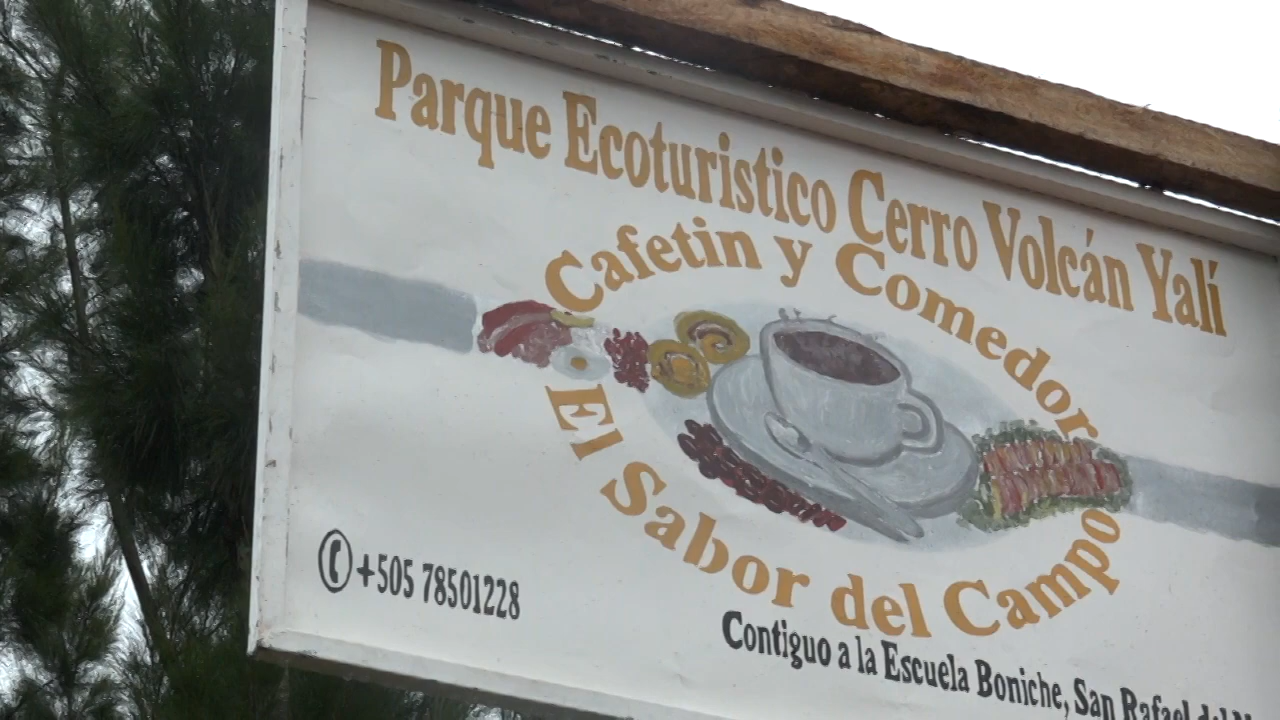 Parque Ecoturistico Cerro Volcán Yalí
Cafetin y Comedor
El Sabor del Campo
+505 78501228
Contiguo a la Escuela Boniche, San Rafael del